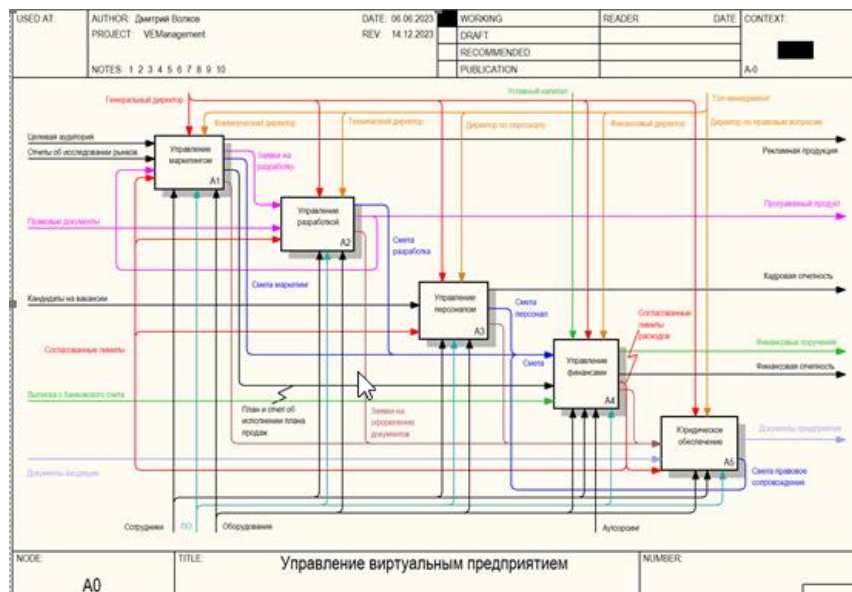 USED AT:
AUTHOR: Дмитрий Волков
DATE: 06.06.2023
WORKING
READER
DATE
CONTEXT:
PROJECT: VEManagement
REV: 14.12.2023
DRAFT
RECOMMENDED
NOTES: 1 2 3 4 5 6 7 8 9 10
PUBLICATION
A-0
Генеральный директор
Уставный капитал
Топ-менеджмент
Коммерческий директор
Технический директор
Директор по персоналу
Финансовый директор
Директор по правовым вопросам
Целевая аудитория
Отчеты об исследовании рынков
Управление
маркетингом
A1
Заявки на
разработку
Рекламная продукция
Правовые документы
Управление
разработкой
A2
Программный продукт
Смета
разработка
Смета маркетинг
Кадровая отчетность
Кандидаты на вакансии
Управление
персоналом
A3
Смета
персонал
Согласованные
лимиты
расходов
Согласованные лимиты
Смета
Управление
финансами
A4
Финансовые поручения
Финансовая отчетность
Выписка с банковского счета
План и отчет об
исполнении плана
продаж
Заявки на
оформление
документов
Юридическое
обеспечение
A5
Документы предприятия
Документы входящие
Смета правовое
сопровождение
Сотрудники
ПО
Оборудование
Аутсорсинг
NODE:
TITLE:
NUMBER:
A0
Управление виртуальным предприятием